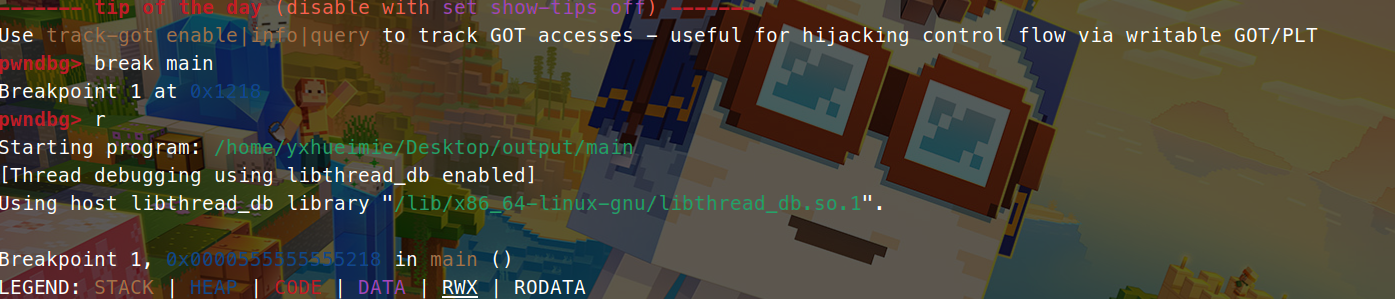 ─────── tip of the day (disable with set show-tips off) ───────
Use track-got enable|info|query to track GOT accesses – useful for hijacking control flow via writable GOT/PLT
pwndbg> break main
Breakpoint 1 at 0x1218
pwndbg> r
Starting program: /home/yxhueimie/Desktop/output/main
[Thread debugging using libthread_db enabled]
Using host libthread_db library "/lib/x86_64-linux-gnu/libthread_db.so.1".
Breakpoint 1, 0x0000555555555218 in main ()
LEGEND: STACK | HEAP | CODE | DATA | RWX | RODATA